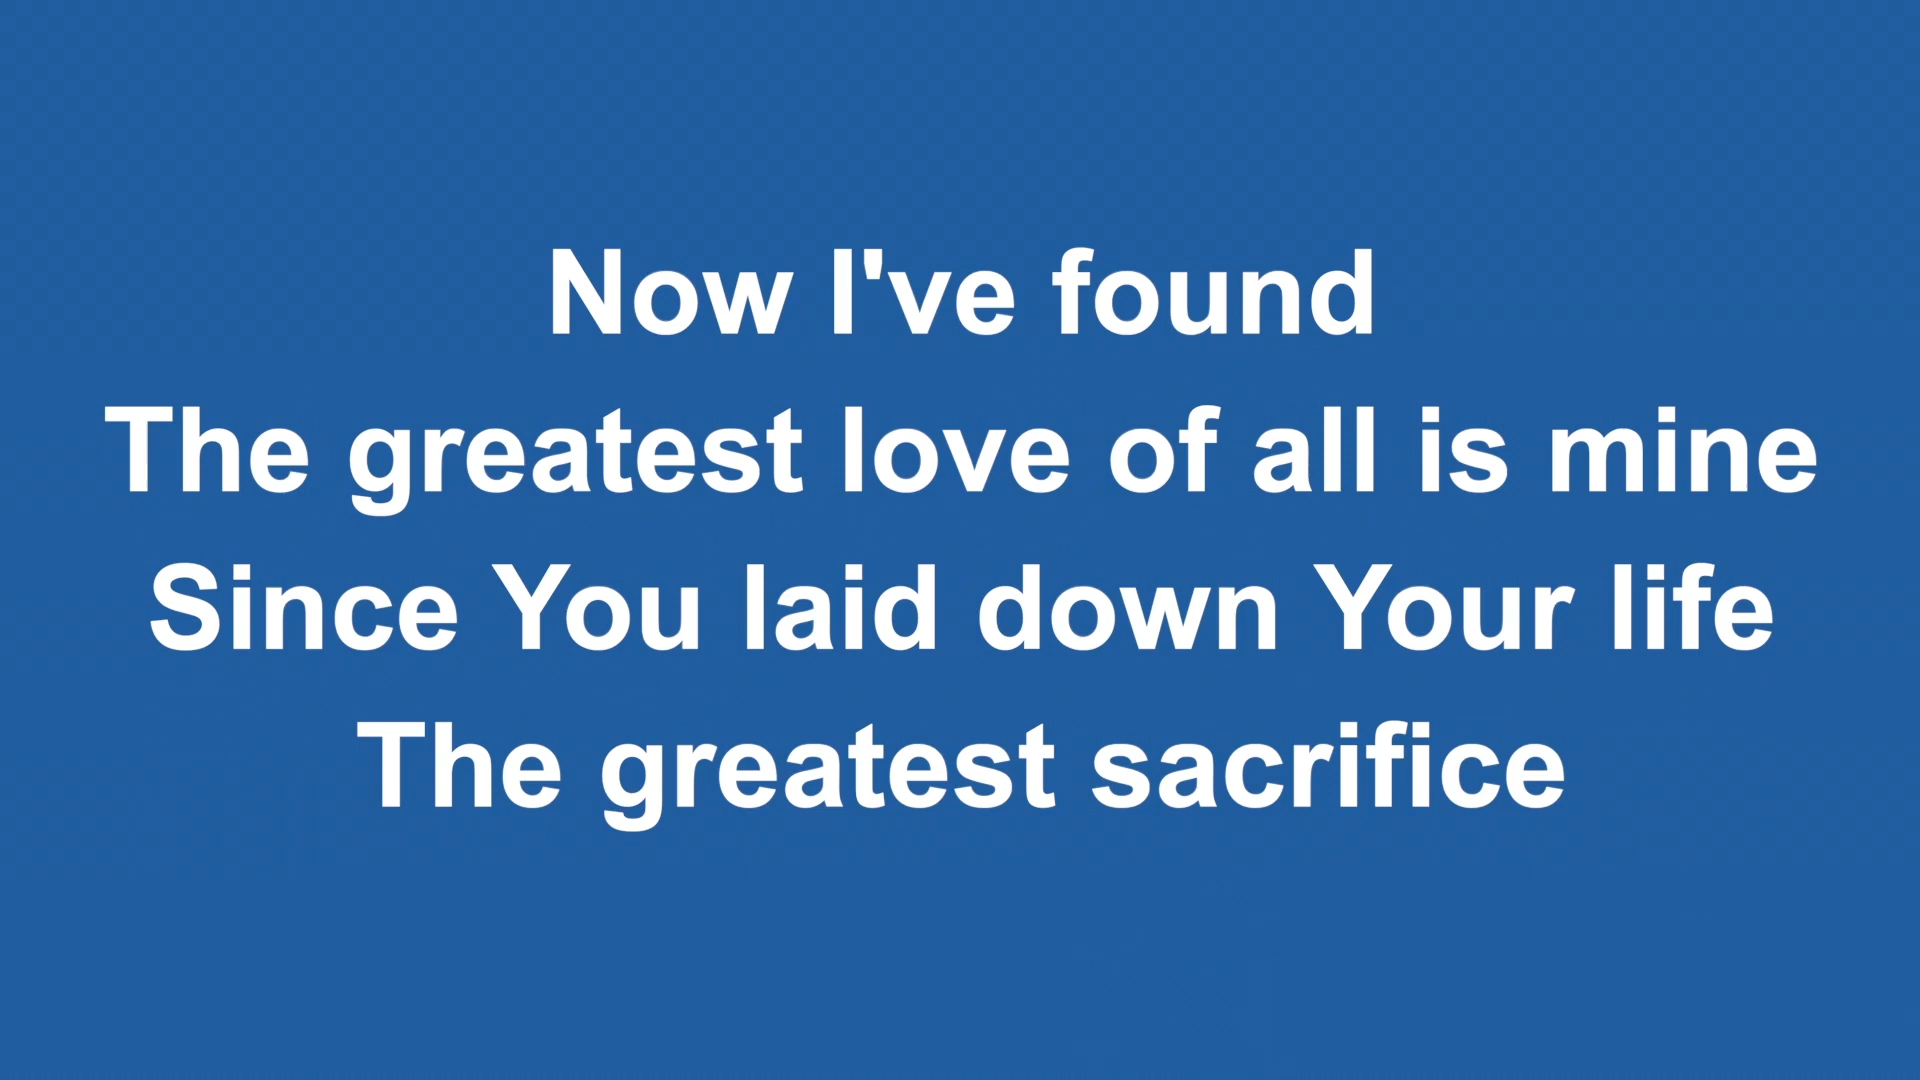 Now I've found
The greatest love of all is mine
Since You laid down Your life
The greatest sacrifice